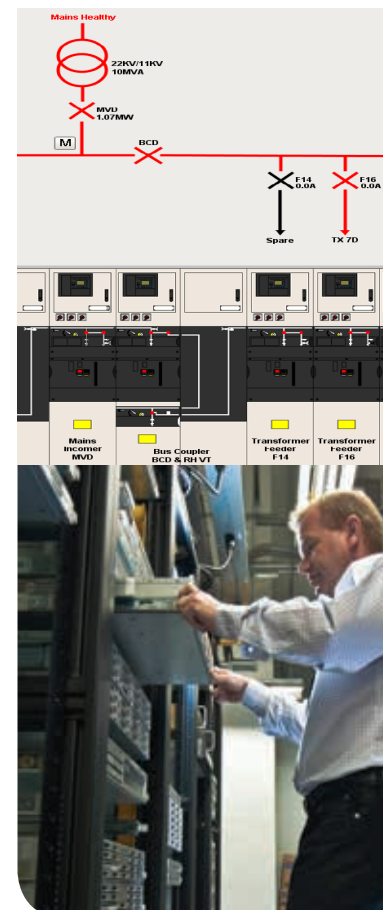 Mains Healthy
22KV/11KV
10MVA
MVD
1.07MW
M
BCD
F14
0.0A
F16
0.0A
Spare
TX 7D
Mains
Incomer
MVD
Bus Coupler
BCD & RH VT
Transformer
Feeder
F14
Transformer
Feeder
F16